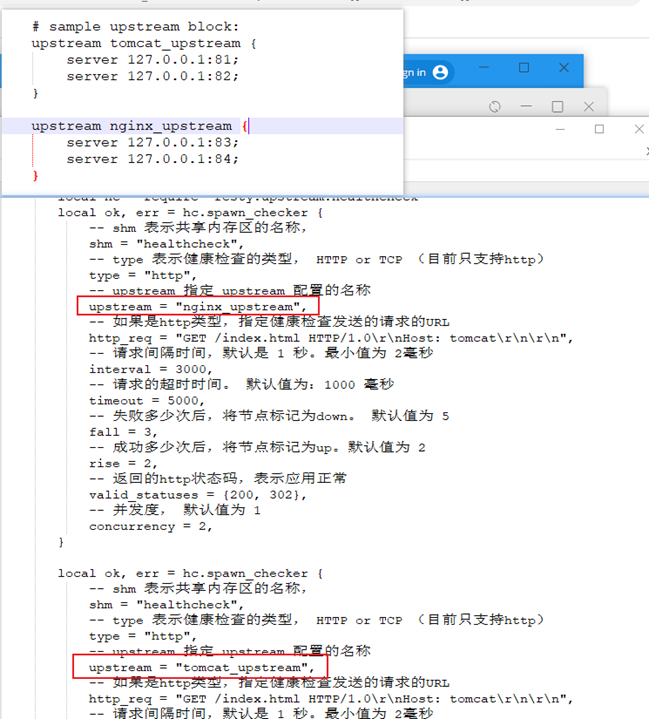 # sample upstream block:
upstream tomcat_upstream {
server 127.0.0.1:81;
server 127.0.0.1:82;
}
upstream nginx_upstream {
server 127.0.0.1:83;
server 127.0.0.1:84;
}
gn in
local hc = require "resty.upstream.healthcheck"
local ok, err = hc.spawn_checker {
-- shm 表示共享内存区的名称，
shm = "healthcheck",
-- type 表示健康检查的类型， HTTP or TCP （目前只支持http）
type = "http",
-- upstream 指定 upstream 配置的名称
upstream = "nginx_upstream",
-- 如果是http类型，指定健康检查发送的请求的URL
http_req = "GET /index.html HTTP/1.0\r\nHost: tomcat\r\n\r\n",
-- 请求间隔时间，默认是 1 秒。最小值为 2毫秒
interval = 3000,
-- 请求的超时时间。 默认值为：1000 毫秒
timeout = 5000,
-- 失败多少次后，将节点标记为down。 默认值为 5
fall = 3,
-- 成功多少次后，将节点标记为up。默认值为 2
rise = 2,
-- 返回的http状态码，表示应用正常
valid_statuses = {200, 302},
-- 并发度， 默认值为 1
concurrency = 2,
}
local ok, err = hc.spawn_checker {
-- shm 表示共享内存区的名称，
shm = "healthcheck",
-- type 表示健康检查的类型， HTTP or TCP （目前只支持http）
type = "http",
-- upstream 指定 upstream 配置的名称
upstream = "tomcat_upstream",
-- 如果是http类型，指定健康检查发送的请求的URL
http_req = "GET /index.html HTTP/1.0\r\nHost: tomcat\r\n\r\n",
-- 请求间隔时间，默认是 1 秒。最小值为 2毫秒